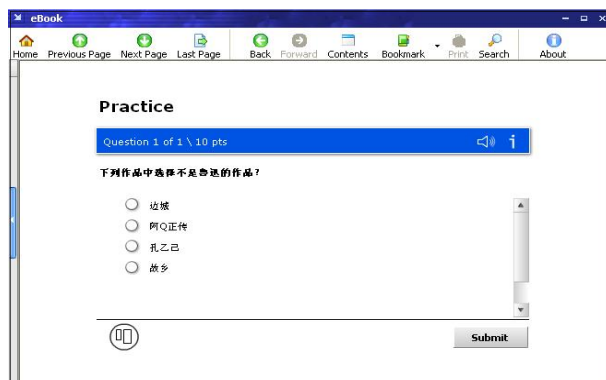 eBook
Home Previous Page Next Page Last Page Back Forward Contents Bookmark Print Search About
Practice
Question 1 of 1 \ 10 pts
下列作品中选择不是鲁迅的作品?
边城
阿Q正传
孔乙己
故乡
Submit